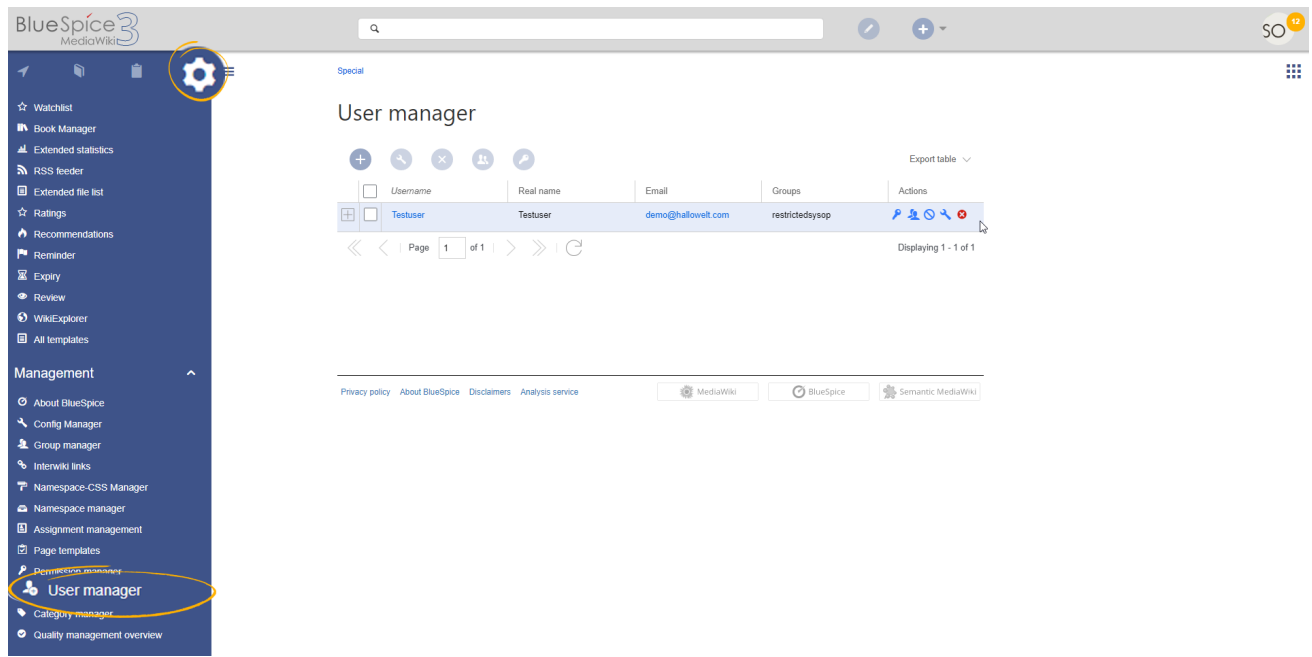 BlueSpice 3
MediaWiki
SO
12
Special
User manager
Export table
Username Real name Email Groups Actions
Testuser Testuser demo@hallowelt.com restrictedsysop
Page 1 of 1
Displaying 1 - 1 of 1
Privacy policy About BlueSpice Disclaimers Analysis service
MediaWiki
BlueSpice
Semantic MediaWiki
Watchlist
Book Manager
Extended statistics
RSS feeder
Extended file list
Ratings
Recommendations
Reminder
Expiry
Review
WikiExplorer
All templates
Management
About BlueSpice
Config Manager
Group manager
Interwiki links
Namespace-CSS Manager
Namespace manager
Assignment management
Page templates
Permission manager
User manager
Category manager
Quality management overview